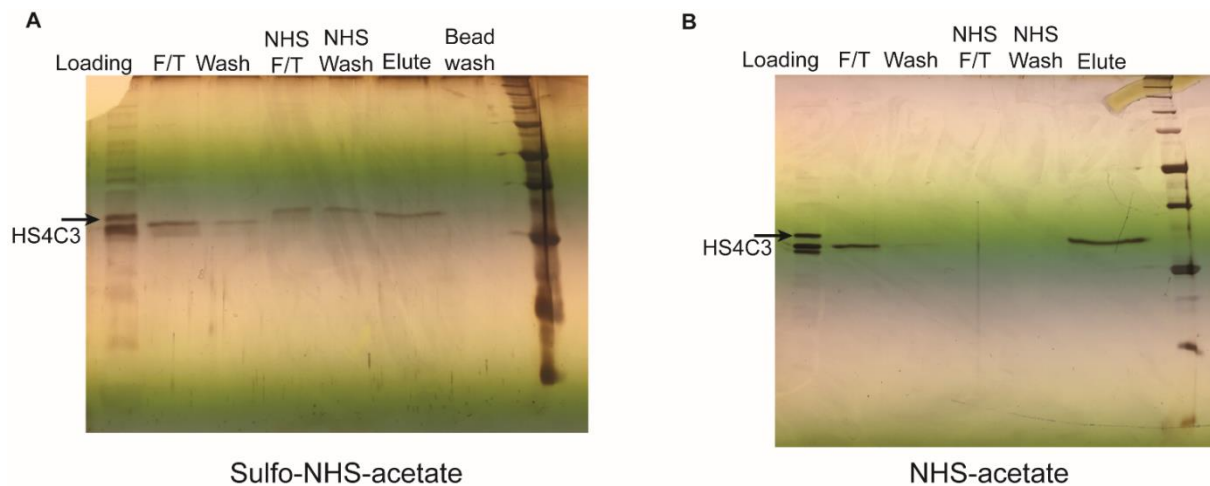 A
Loading F/T Wash NHS F/T NHS Wash Elute Bead wash
HS4C3
Sulfo-NHS-acetate
B
Loading F/T Wash NHS F/T NHS Wash Elute
HS4C3
NHS-acetate